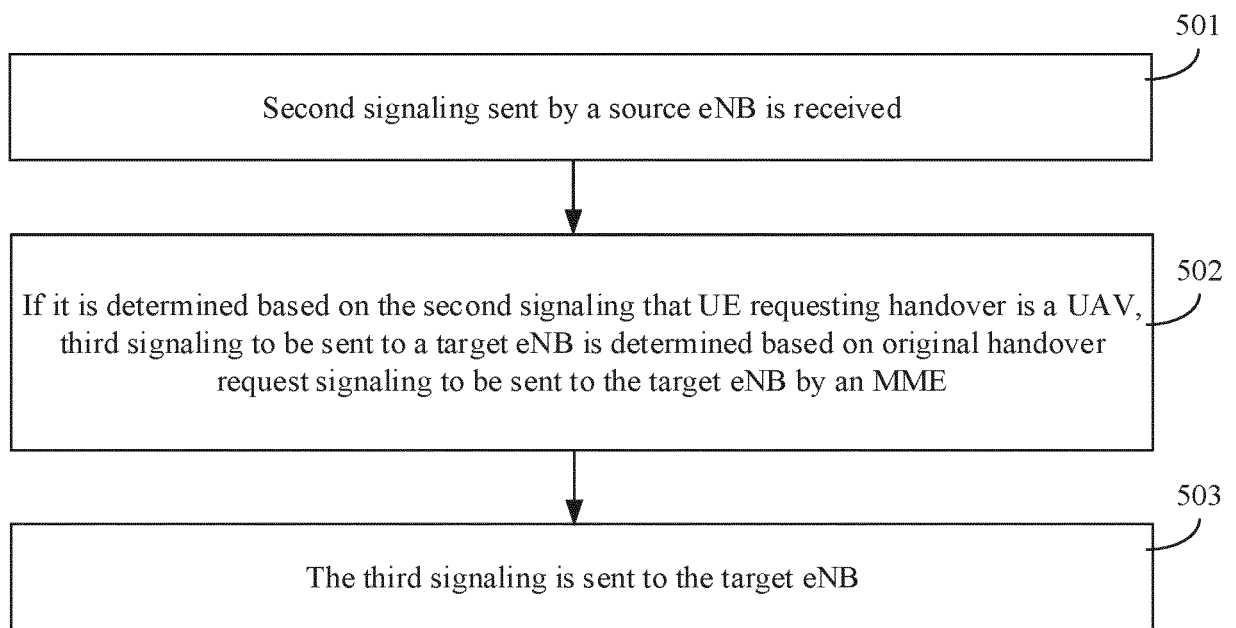 501
Second signaling sent by a source eNB is received
502
If it is determined based on the second signaling that UE requesting handover is a UAV,
third signaling to be sent to a target eNB is determined based on original handover
request signaling to be sent to the target eNB by an MME
503
The third signaling is sent to the target eNB